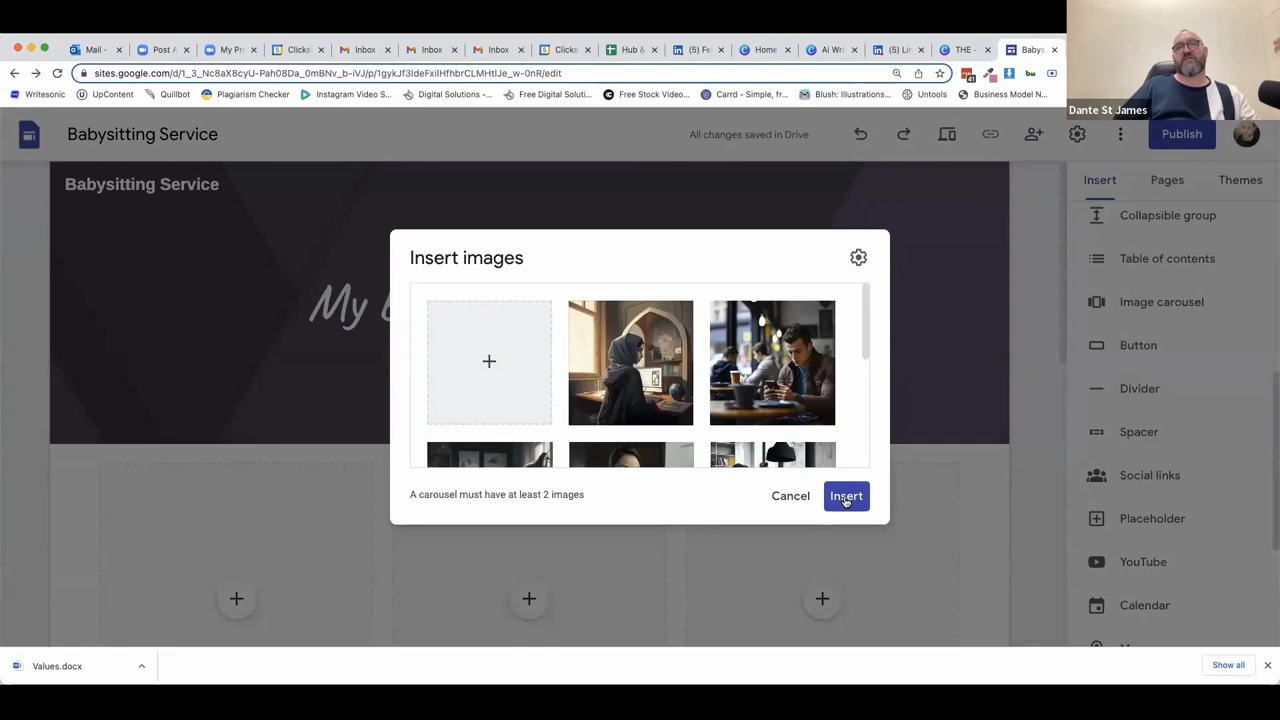 Mail -
Post A
My Pr
Clicks
Inbox
Inbox
Inbox
Clicks
Hub &
(5) Fe
Home
Ai Wri
(5) Lin
THE -
Babys
sites.google.com/d/1_3_Nc8aX8cyU-Pah08Da_0mBNv_b-iVJ/p/1gykJf3IdeFxilHfhbrCLMHtIJe_w-0nR/edit
41
Writesonic
UpContent
Quillbot
Plagiarism Checker
Instagram Video S...
Digital Solutions -...
Free Digital Soluti...
Free Stock Video...
Carrd - Simple, fr...
Blush: Illustrations...
Untools
Business Model N...
Dante St James
Babysitting Service
All changes saved in Drive
Publish
Babysitting Service
My
Insert
Pages
Themes
Collapsible group
Table of contents
Image carousel
Button
Divider
Spacer
Social links
Placeholder
YouTube
Calendar
Insert images
A carousel must have at least 2 images
Cancel
Insert
Values.docx
Show all